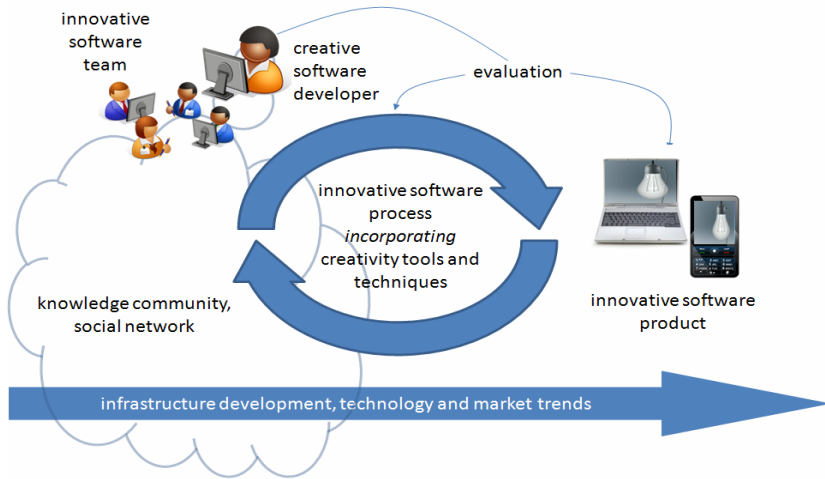 innovative
software
team
creative
software
developer
evaluation
innovative software
process
incorporating
creativity tools and
techniques
knowledge community,
social network
innovative software
product
infrastructure development, technology and market trends